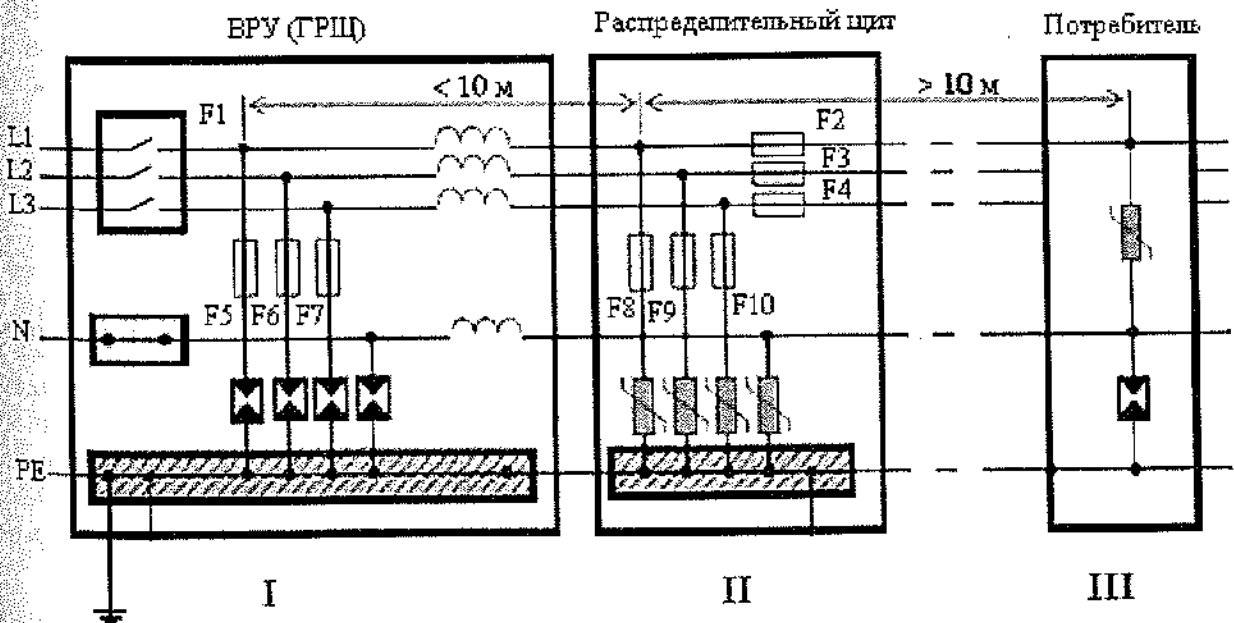 ВРУ (ГРЩ)
Распределительный щит
Потребитель
< 10 м
> 10 м
F1
F2
L1
F3
L2
F4
L3
N
F5
F6
F7
F8
F9
F10
PE
I
II
III